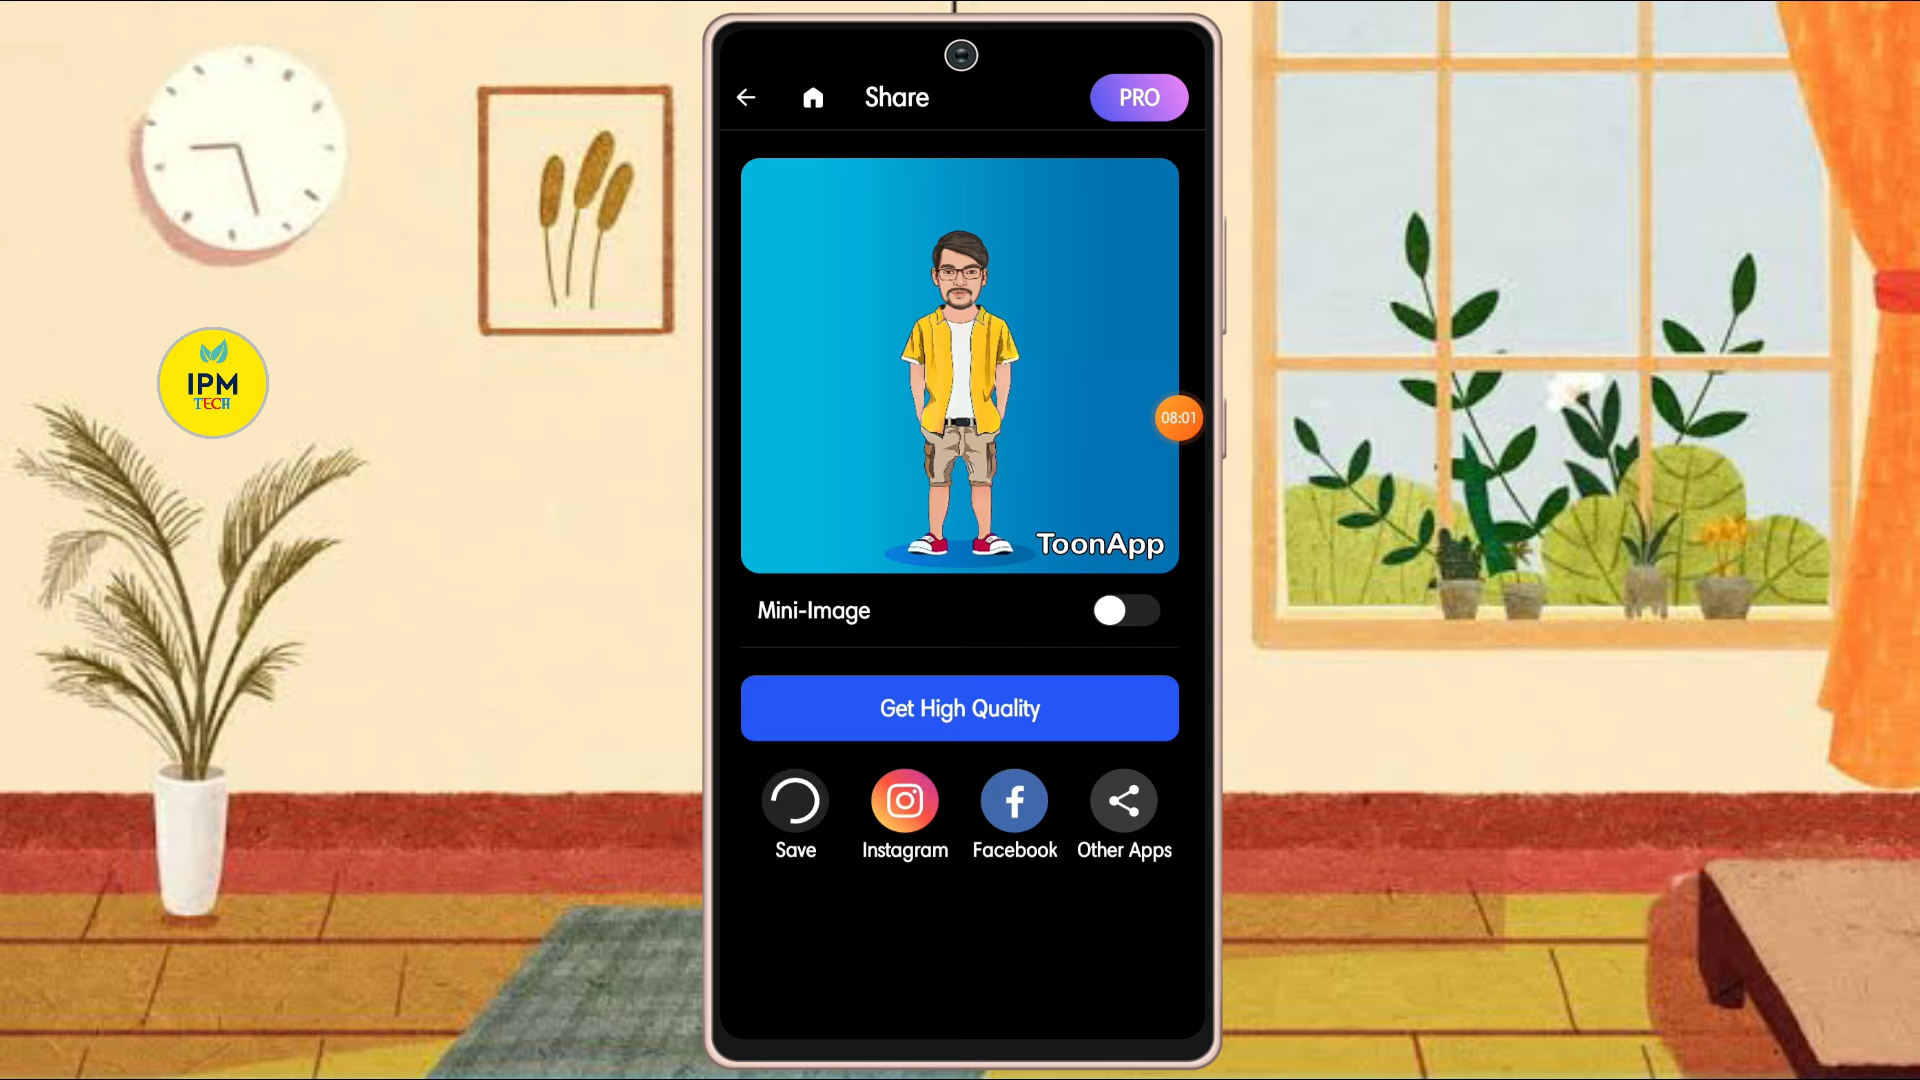 Share
PRO
IPM
TECH
08:01
ToonApp
Mini-Image
Get High Quality
Save
Instagram
Facebook
Other Apps